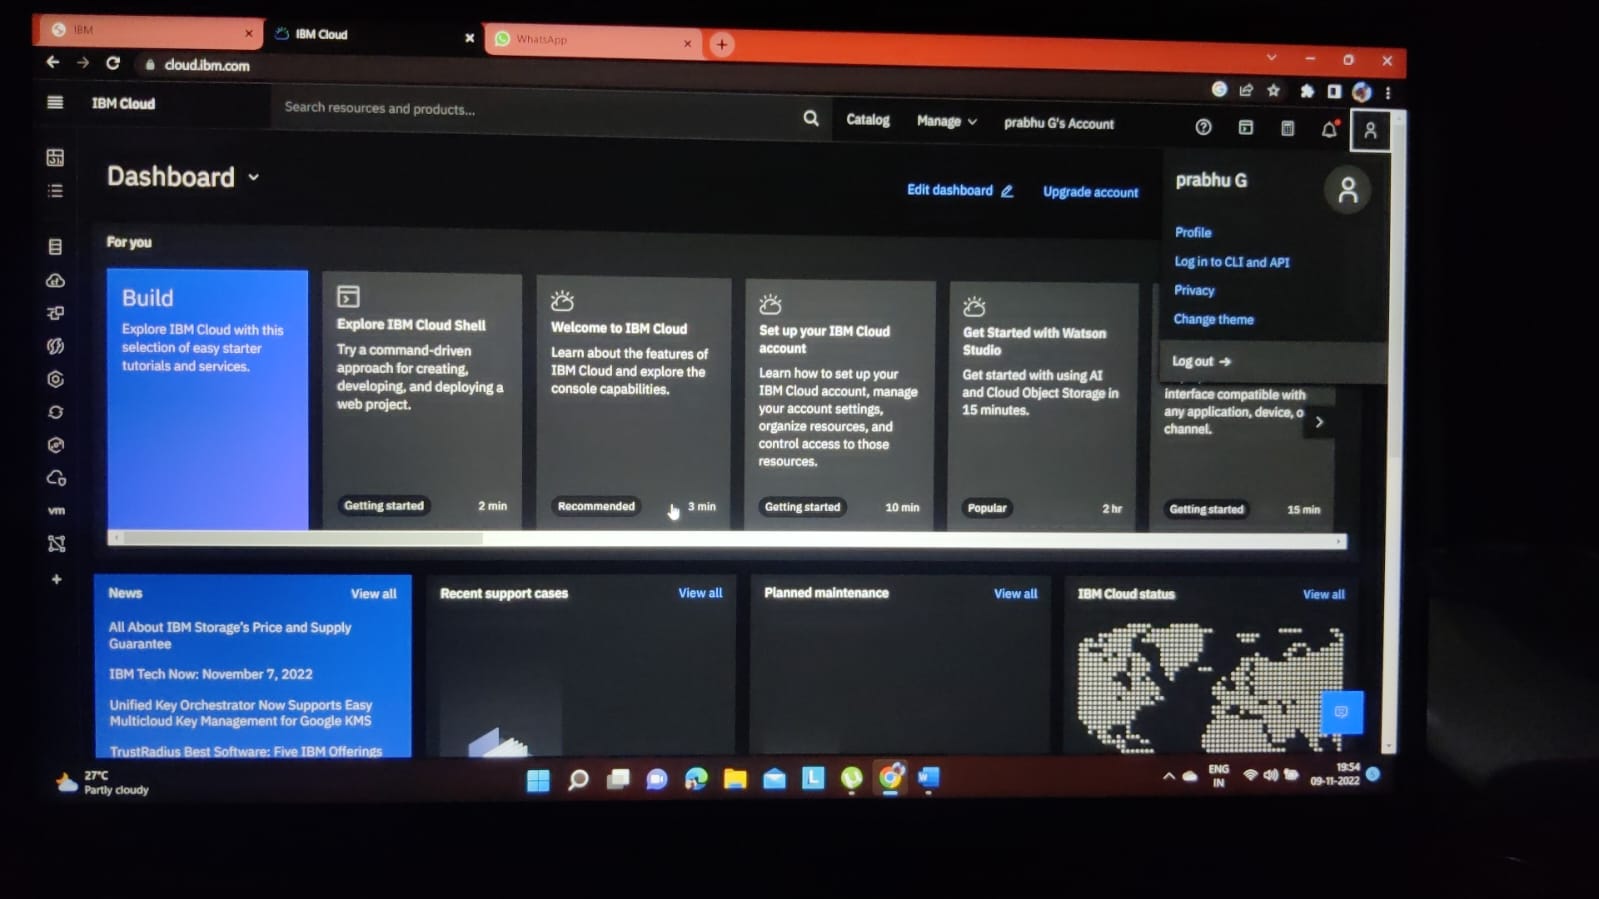 IBM
IBM Cloud
WhatsApp
cloud.ibm.com
IBM Cloud
Search resources and products...
Catalog
Manage
prabhu G's Account
Dashboard
Edit dashboard
Upgrade account
prabhu G
Profile
Log in to CLI and API
Privacy
Change theme
Log out →
For you
Build
Explore IBM Cloud with this
selection of easy starter
tutorials and services.
Explore IBM Cloud Shell
Try a command-driven
approach for creating,
developing, and deploying a
web project.
Getting started
2 min
Welcome to IBM Cloud
Learn about the features of
IBM Cloud and explore the
console capabilities.
Recommended
3 min
Set up your IBM Cloud
account
Learn how to set up your
IBM Cloud account, manage
your account settings,
organize resources, and
control access to those
resources.
Getting started
10 min
Get Started with Watson
Studio
Get started with using AI
and Cloud Object Storage in
15 minutes.
Popular
2 hr
interface compatible with
any application, device, o
channel.
Getting started
15 min
vm
News
View all
All About IBM Storage's Price and Supply
Guarantee
IBM Tech Now: November 7, 2022
Unified Key Orchestrator Now Supports Easy
Multicloud Key Management for Google KMS
TrustRadius Best Software: Five IBM Offerings
Recent support cases
View all
Planned maintenance
View all
IBM Cloud status
View all
27°C
Partly cloudy
ENG
IN
19:54
09-11-2022